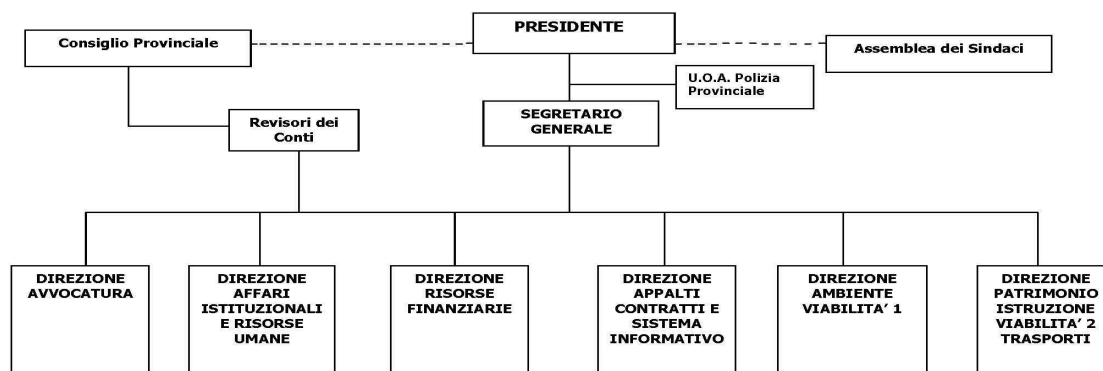 PRESIDENTE
Consiglio Provinciale
Assemblea dei Sindaci
U.O.A. Polizia
Provinciale
SEGRETARIO
GENERALE
Revisori dei
Conti
DIREZIONE
AVVOCATURA
DIREZIONE
AFFARI
ISTITUZIONALI
E RISORSE
UMANE
DIREZIONE
RISORSE
FINANZIARIE
DIREZIONE
APPALTI
CONTRATTI E
SISTEMA
INFORMATIVO
DIREZIONE
AMBIENTE
VIABILITA’ 1
DIREZIONE
PATRIMONIO
ISTRUZIONE
VIABILITA’ 2
TRASPORTI